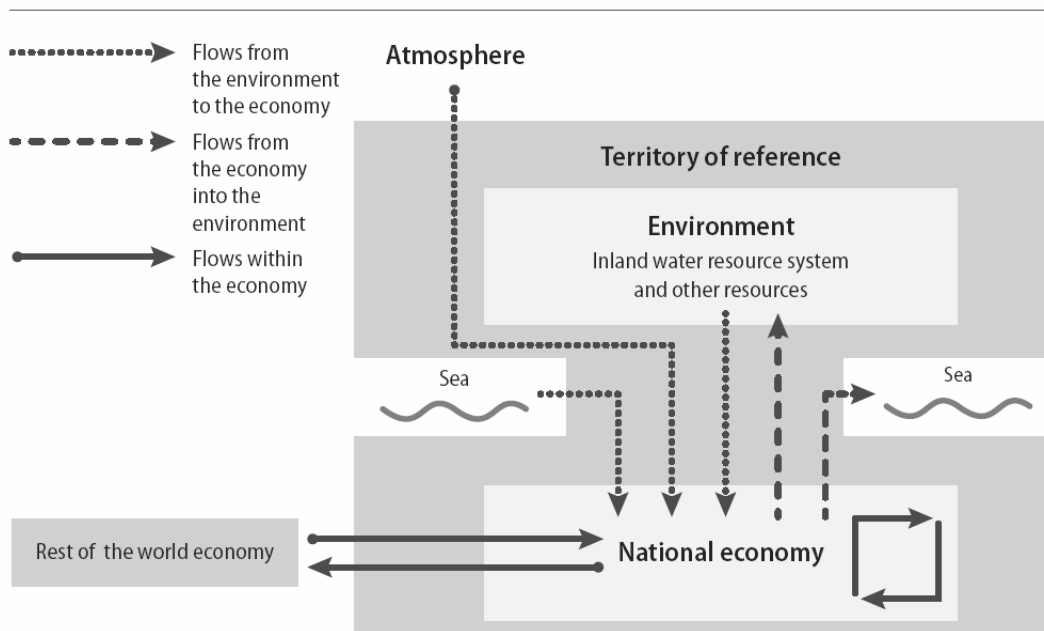 Flows from
the environment
to the economy
Flows from
the economy
into the
environment
Flows within
the economy
Atmosphere
Territory of reference
Environment
Inland water resource system
and other resources
Sea
Sea
Rest of the world economy
National economy